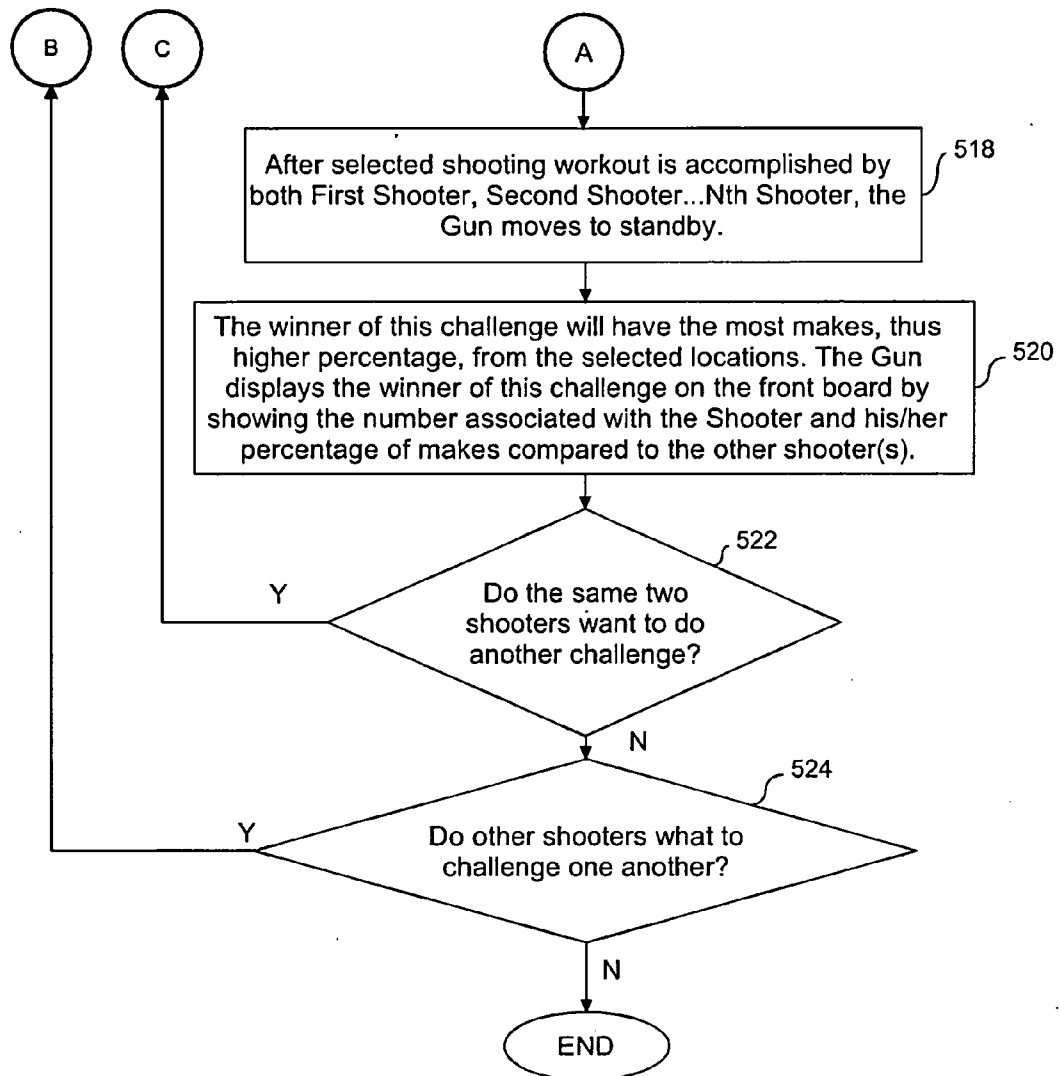 B
C
A
After selected shooting workout is accomplished by
both First Shooter, Second Shooter...Nth Shooter, the
Gun moves to standby.
518
The winner of this challenge will have the most makes, thus
higher percentage, from the selected locations. The Gun
displays the winner of this challenge on the front board by
showing the number associated with the Shooter and his/her
percentage of makes compared to the other shooter(s).
520
522
Y
Do the same two
shooters want to do
another challenge?
N
524
Y
Do other shooters what to
challenge one another?
N
END